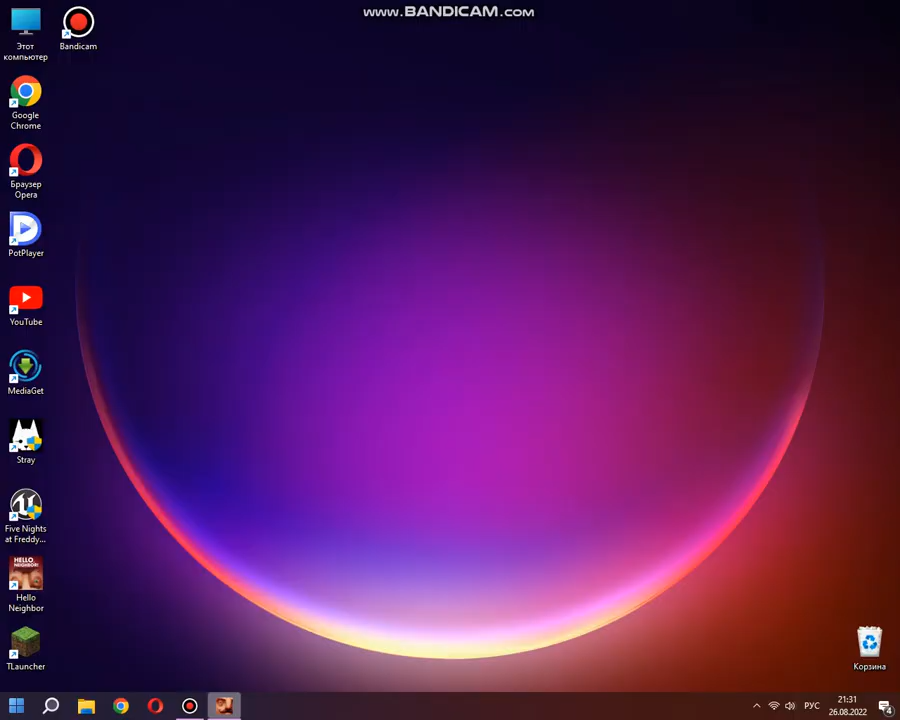 www.BANDICAM.com
Этот
компьютер
Bandicam
Google
Chrome
Браузер
Opera
PotPlayer
YouTube
MediaGet
Stray
Five Nights
at Freddy...
HELLO
NEIGHBOR
Hello
Neighbor
TLauncher
Корзина
РУС
21:31
26.08.2022
4